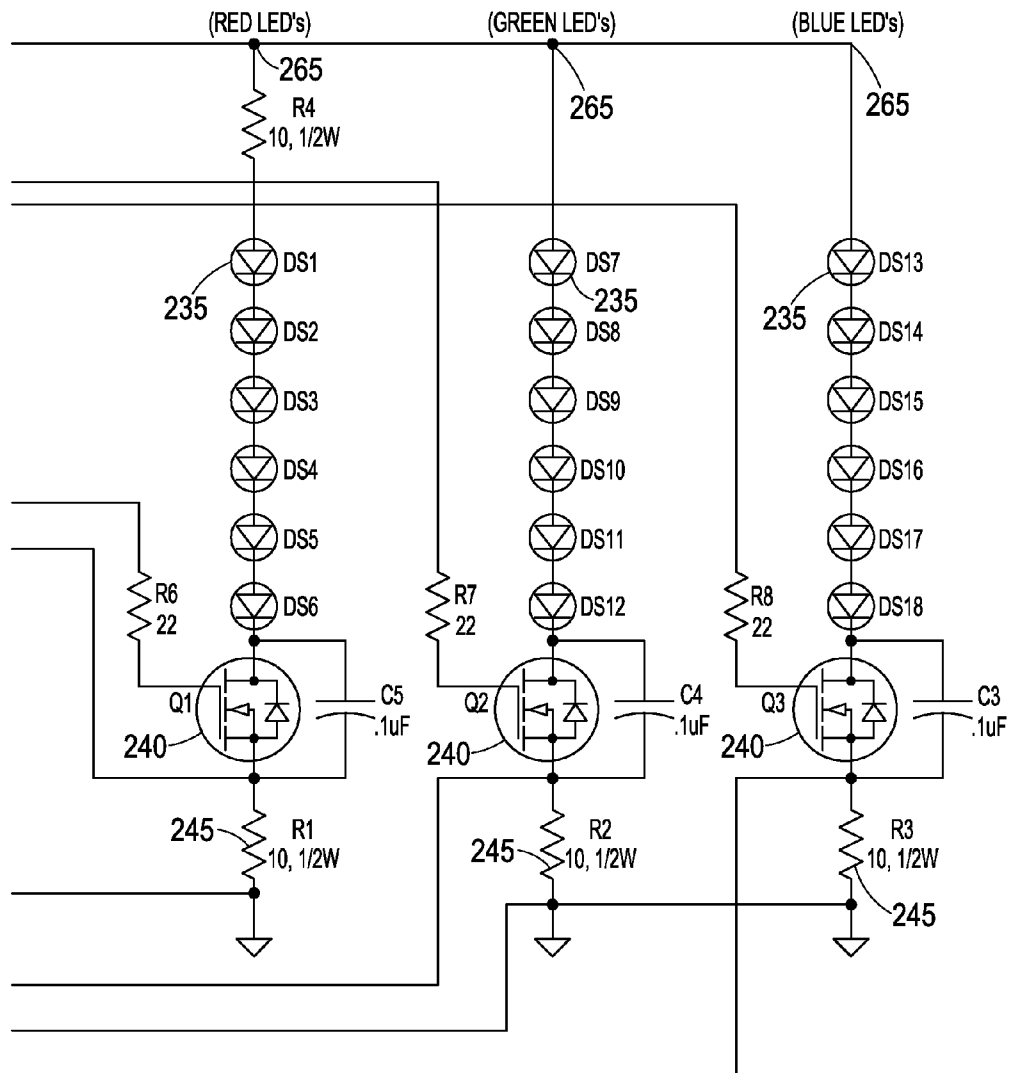 (RED LED's) (GREEN LED's) (BLUE LED's)
265 265 265
R4
10, 1/2W
DS1 DS7 DS13
235 235 235
DS2 DS8 DS14
DS3 DS9 DS15
DS4 DS10 DS16
DS5 DS11 DS17
R6 R7 R8
22 22 22
DS6 DS12 DS18
Q1 C5 Q2 C4 Q3 C3
.1uF .1uF .1uF
240 240 240
245 R1 245 R2 R3
10, 1/2W 10, 1/2W 10, 1/2W
245